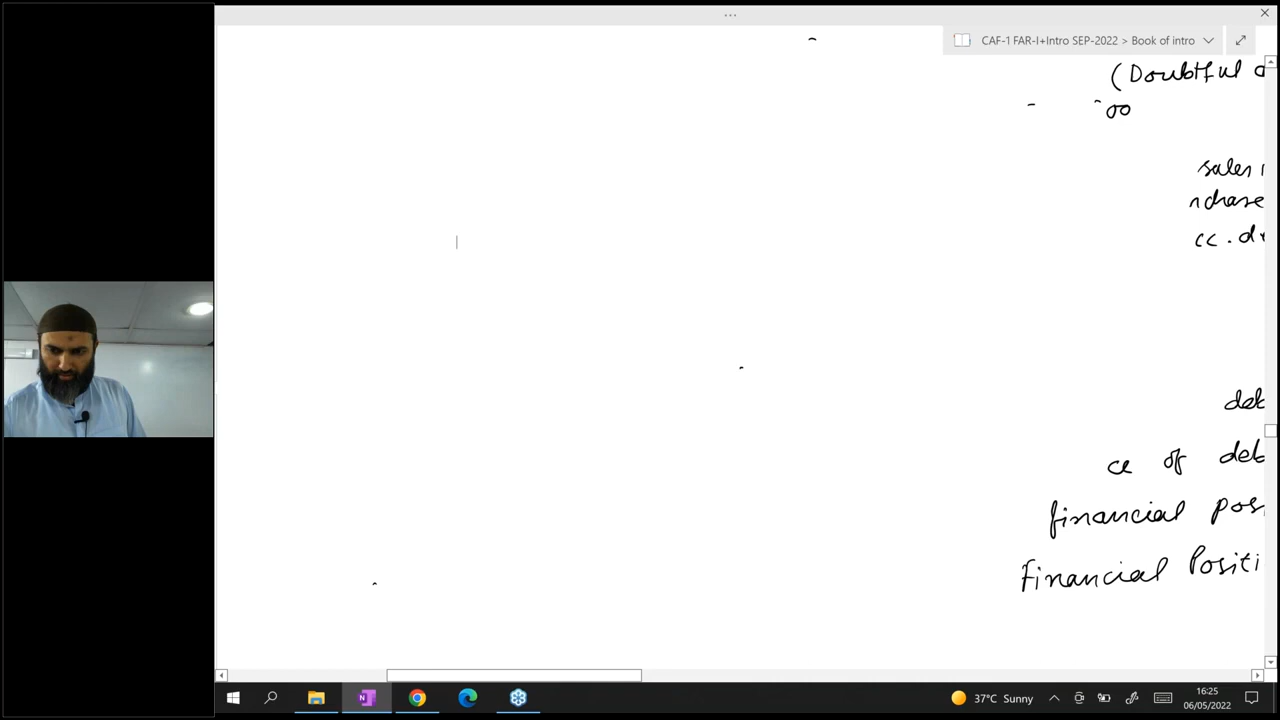 CAF-1 FAR-I+Intro SEP-2022 > Book of intro
(Doubtful d
00
sales
chase
cc. d
deb
ce of deb
financial pos
Financial Positi
37°C Sunny
16:25
06/05/2022